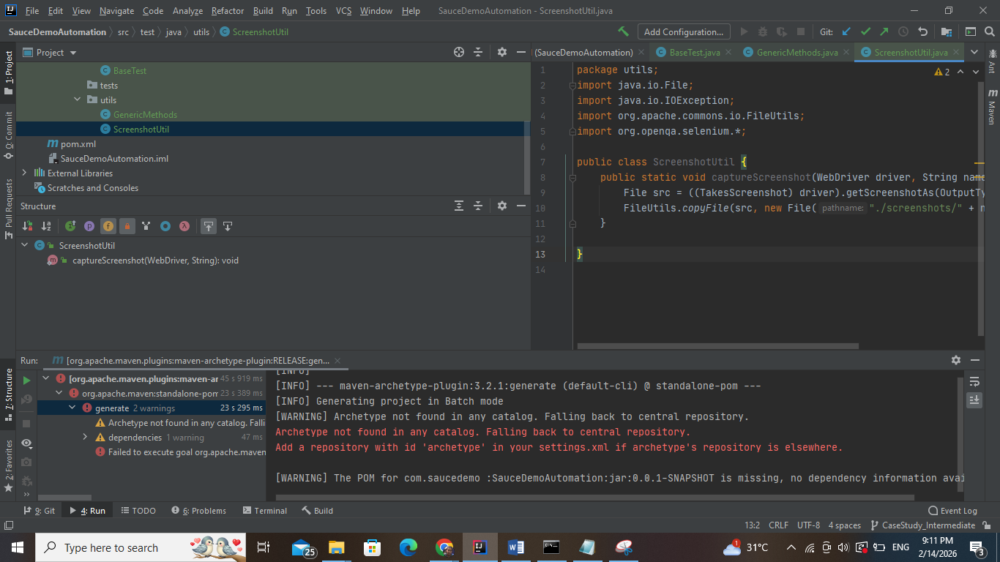 File Edit View Navigate Code Analyze Refactor Build Run Tools VCS Window Help SauceDemoAutomation - ScreenshotUtil.java
SauceDemoAutomation src test java utils ScreenshotUtil
Add Configuration...
Git:
1: Project
0: Commit
Pull Requests
7: Structure
2: Favorites
Project
BaseTest
tests
utils
GenericMethods
ScreenshotUtil
pom.xml
SauceDemoAutomation.iml
External Libraries
Scratches and Consoles
Structure
ScreenshotUtil
captureScreenshot(WebDriver, String): void
(SauceDemoAutomation) BaseTest.java GenericMethods.java ScreenshotUtil.java
2
1 package utils;
2 import java.io.File;
3 import java.io.IOException;
4 import org.apache.commons.io.FileUtils;
5 import org.openqa.selenium.*;
6
7 public class ScreenshotUtil {
8 public static void captureScreenshot(WebDriver driver, String name
9 File src = ((TakesScreenshot) driver).getScreenshotAs(OutputTy
10 FileUtils.copyFile(src, new File( pathname: "./screenshots/" + n
11 }
12
13 }
14
Ant
Maven
Run: [org.apache.maven.plugins:maven-archetype-plugin:RELEASE:gen...
[org.apache.maven.plugins:maven-ar 45 s 919 ms
org.apache.maven:standalone-pom 23 s 389 ms
generate 2 warnings 23 s 295 ms
Archetype not found in any catalog. Falli
dependencies 1 warning 47 ms
Failed to execute goal org.apache.maven
[INFO]
[INFO] --- maven-archetype-plugin:3.2.1:generate (default-cli) @ standalone-pom ---
[INFO] Generating project in Batch mode
[WARNING] Archetype not found in any catalog. Falling back to central repository.
Archetype not found in any catalog. Falling back to central repository.
Add a repository with id 'archetype' in your settings.xml if archetype's repository is elsewhere.
[WARNING] The POM for com.saucedemo :SauceDemoAutomation:jar:0.0.1-SNAPSHOT is missing, no dependency information avai
9: Git 4: Run TODO 6: Problems Terminal Build Event Log
13:2 CRLF UTF-8 4 spaces CaseStudy_Intermediate
Type here to search
25
31°C
ENG
9:11 PM
2/14/2026
3